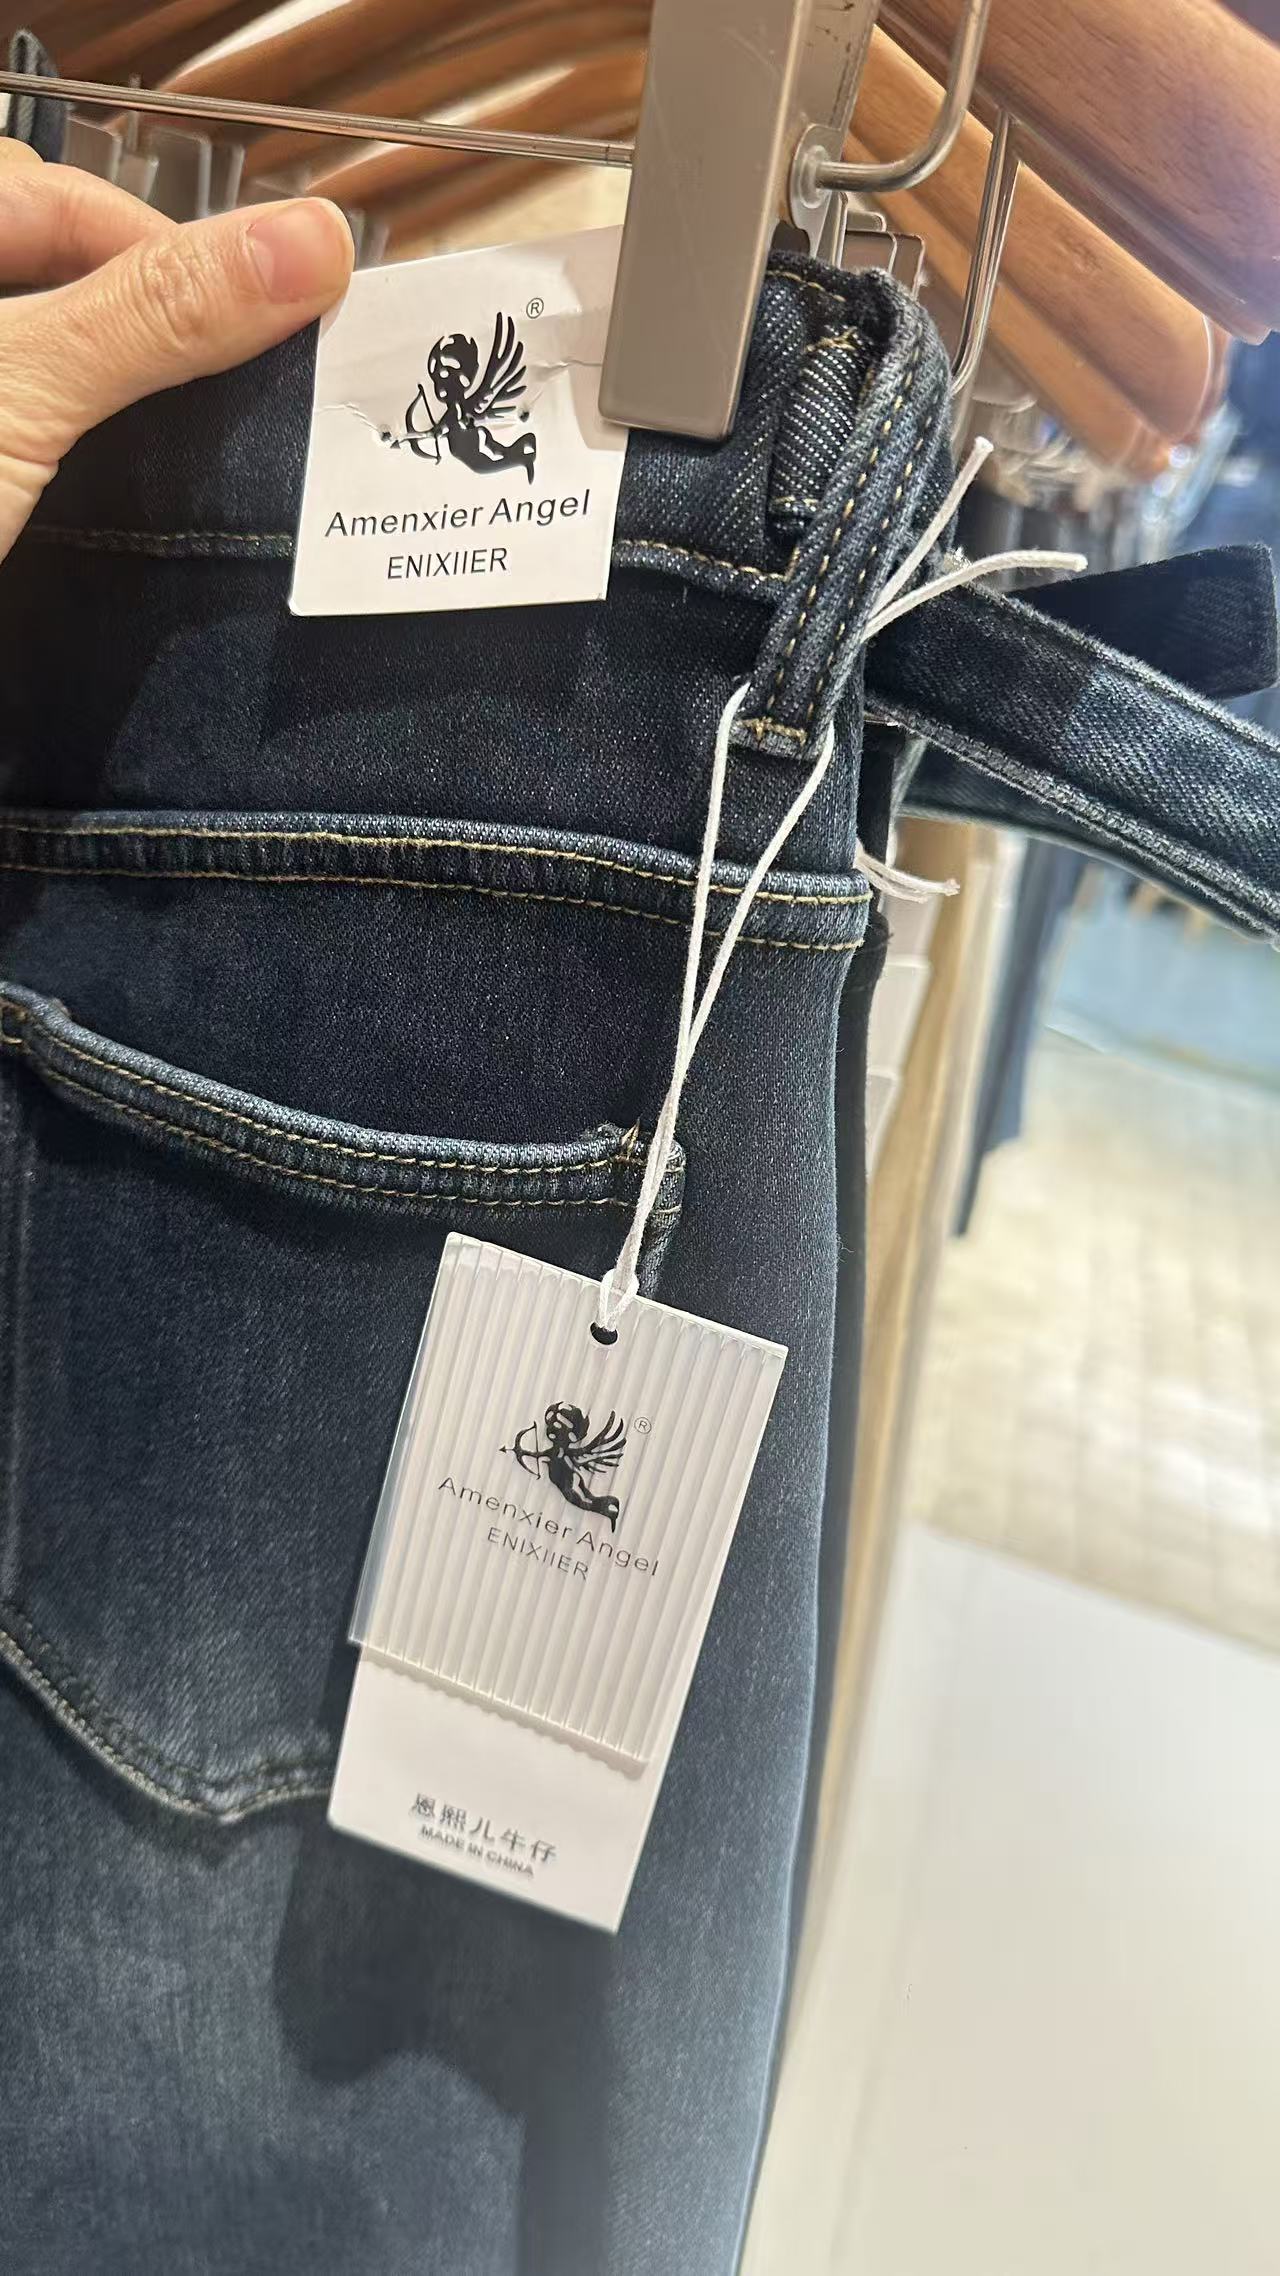 ®
Amenxier Angel
ENIXIIER
®
Amenxier Angel
ENIXIIER
恩熙儿牛仔
MADE IN CHINA